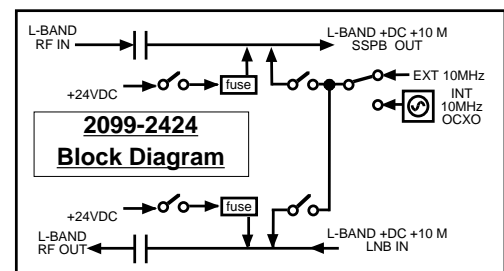 L-BAND
RF IN
L-BAND +DC +10 M
SSPB OUT
+24VDC
fuse
EXT 10MHz
INT
10MHz
OCXO
2099-2424
Block Diagram
+24VDC
fuse
L-BAND
RF OUT
L-BAND +DC +10 M
LNB IN